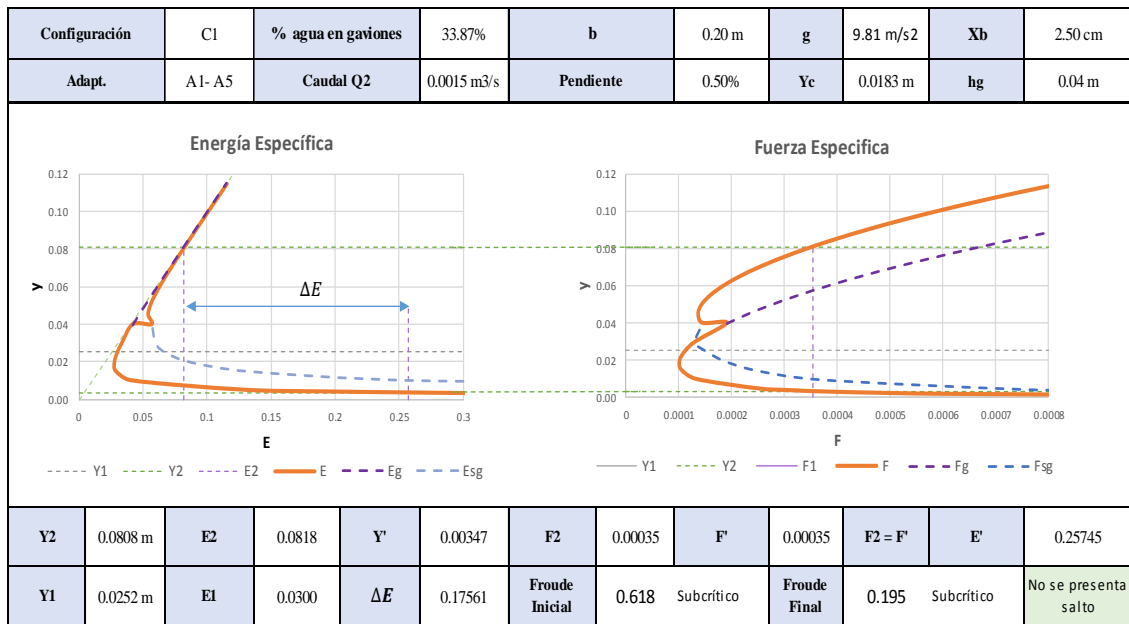 Configuración C1 % agua en gaviones 33.87% b 0.20 m g 9.81 m/s2 Xb 2.50 cm
Adapt. A1- A5 Caudal Q2 0.0015 m3/s Pendiente 0.50% Yc 0.0183 m hg 0.04 m
Energía Específica
0.12
0.10
0.08
0.06
0.04
0.02
0.00
y
ΔE
0 0.05 0.1 0.15 0.2 0.25 0.3
E
Y1 Y2 E2 E Eg Esg
Fuerza Especifica
0.12
0.10
0.08
0.06
0.04
0.02
0.00
y
0 0.0001 0.0002 0.0003 0.0004 0.0005 0.0006 0.0007 0.0008
F
Y1 Y2 F1 F Fg Fsg
Y2 0.0808 m E2 0.0818 Y' 0.00347 F2 0.00035 F' 0.00035 F2 = F' E' 0.25745
Y1 0.0252 m E1 0.0300 ΔE 0.17561 Froude Inicial 0.618 Subcrítico Froude Final 0.195 Subcrítico No se presenta salto